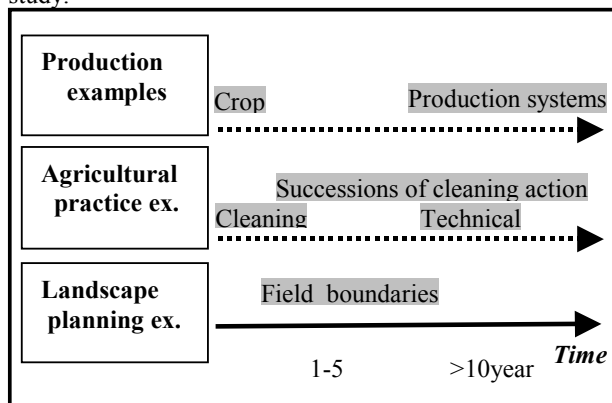 study.
Production
examples
Crop Production systems
Agricultural
practice ex.
Successions of cleaning action
Cleaning Technical
Landscape
planning ex.
Field boundaries
Time
1-5 >10year